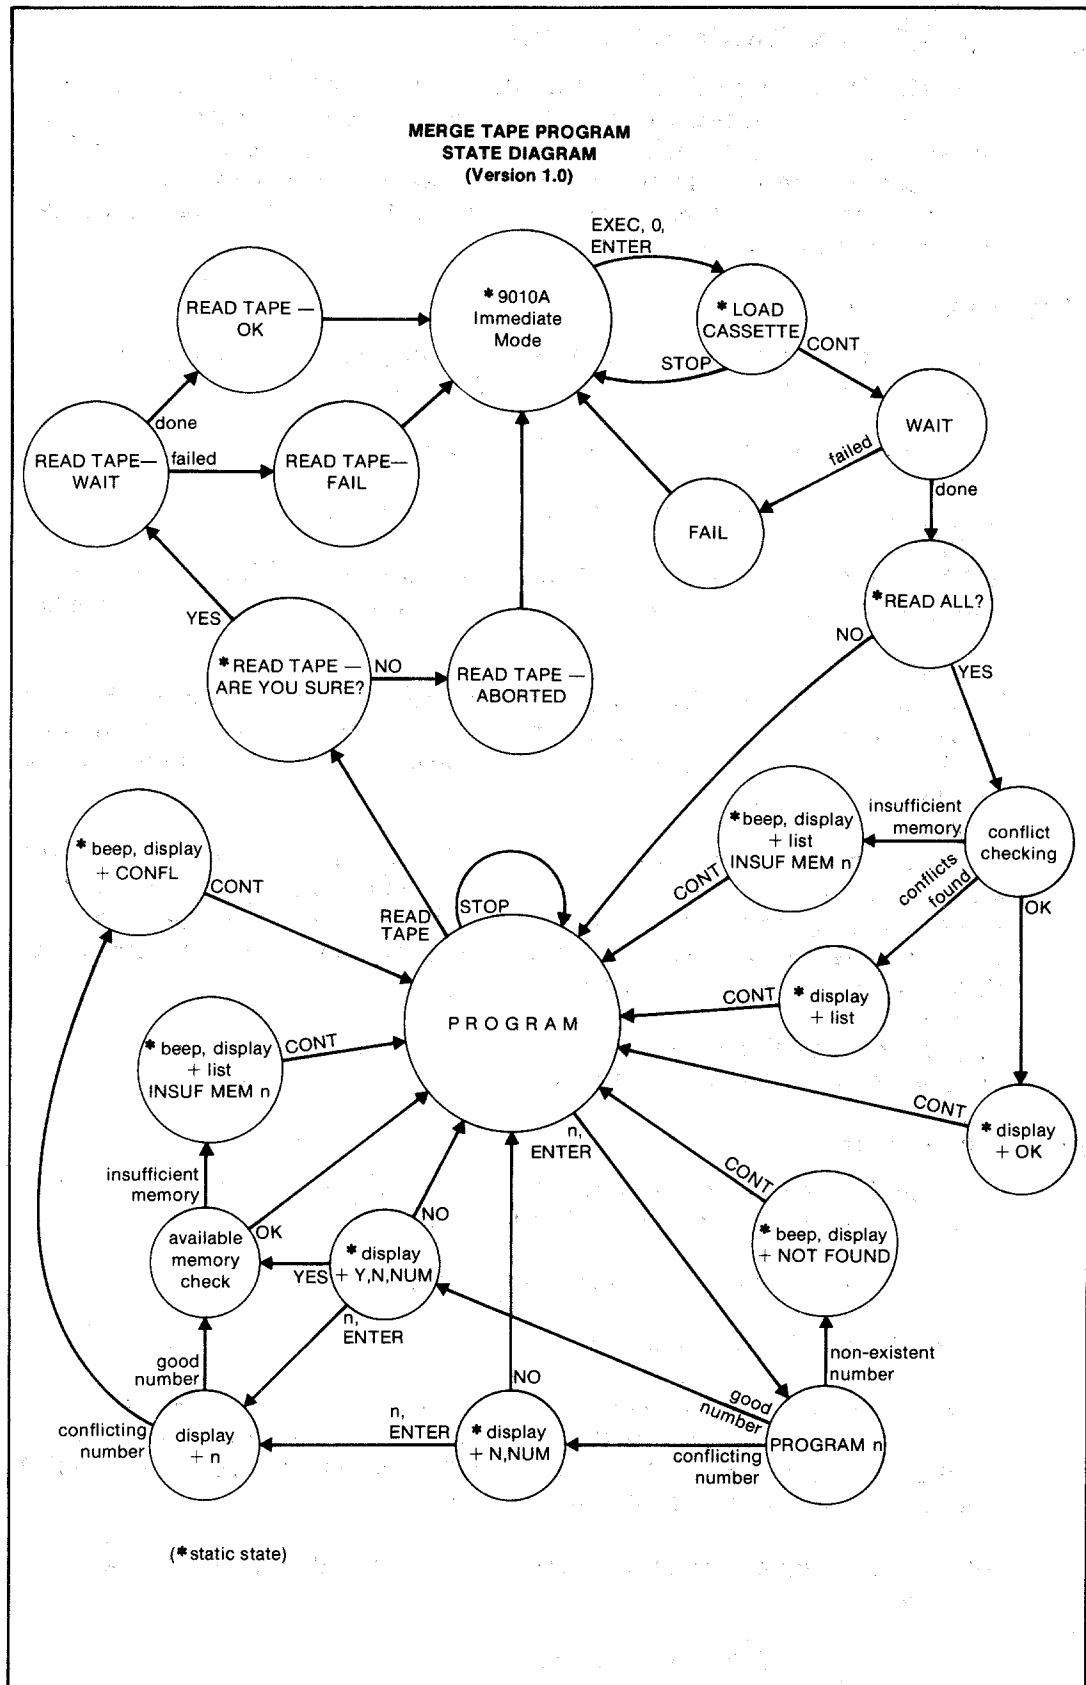 MERGE TAPE PROGRAM
STATE DIAGRAM
(Version 1.0)
EXEC, 0,
ENTER
READ TAPE —
OK
* 9010A
Immediate
Mode
* LOAD
CASSETTE
STOP
CONT
WAIT
done
READ TAPE—
WAIT
failed
READ TAPE—
FAIL
failed
done
FAIL
* READ ALL?
YES
NO
* READ TAPE —
ARE YOU SURE?
NO
READ TAPE —
ABORTED
YES
* beep, display
+ list
INSUF MEM n
insufficient
memory
conflict
checking
* beep, display
+ CONFL
CONT
CONT
conflicts
found
OK
READ
TAPE
STOP
PROGRAM
CONT
* display
+ list
* beep, display
+ list
INSUF MEM n
CONT
CONT
* display
+ OK
n,
ENTER
CONT
insufficient
memory
OK
NO
available
memory
check
YES
* display
+ Y,N,NUM
* beep, display
+ NOT FOUND
n,
ENTER
good
number
NO
good
number
non-existent
number
conflicting
number
display
+ n
n,
ENTER
* display
+ N,NUM
conflicting
number
PROGRAM n
(* static state)